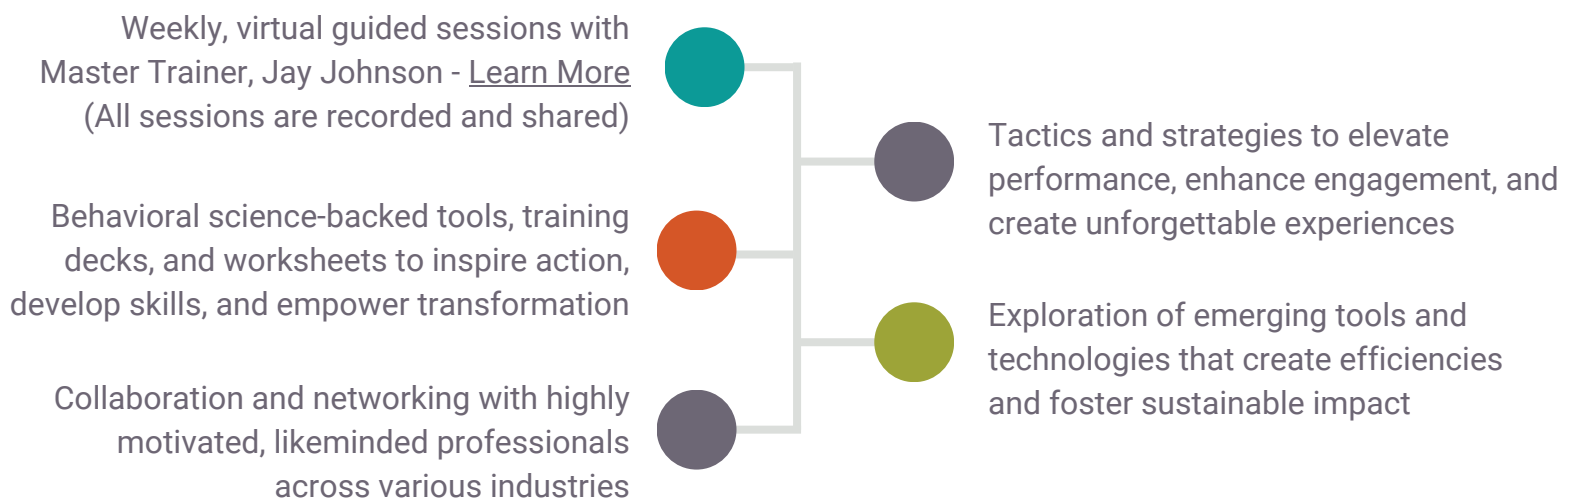 Weekly, virtual guided sessions with
Master Trainer, Jay Johnson - Learn More
(All sessions are recorded and shared)
Behavioral science-backed tools, training
decks, and worksheets to inspire action,
develop skills, and empower transformation
Collaboration and networking with highly
motivated, likeminded professionals
across various industries
Tactics and strategies to elevate
performance, enhance engagement, and
create unforgettable experiences
Exploration of emerging tools and
technologies that create efficiencies
and foster sustainable impact